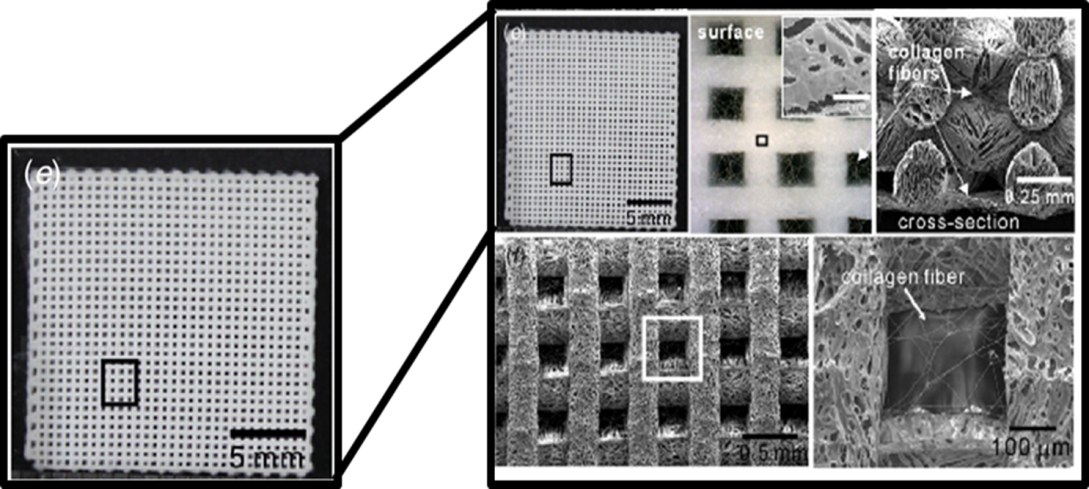 (e)
5 mm
(e)
surface
5 mm
collagen
fibers
0.25 mm
cross-section
0.5 mm
collagen fiber
100 µm